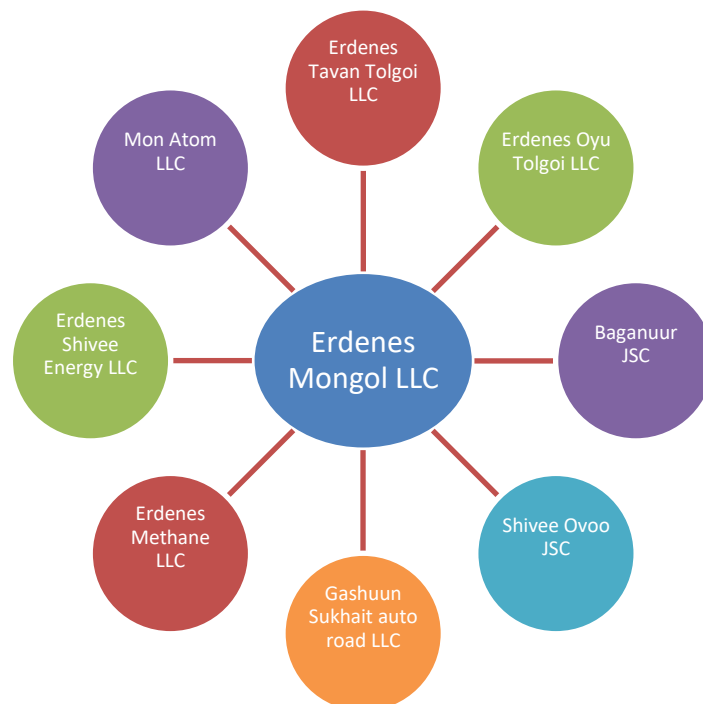 Erdenes
Tavan Tolgoi
LLC
Erdenes Oyu
Tolgoi LLC
Baganuur
JSC
Shivee Ovoo
JSC
Gashuun
Sukhait auto
road LLC
Erdenes
Methane
LLC
Erdenes
Shivee
Energy LLC
Mon Atom
LLC
Erdenes
Mongol LLC